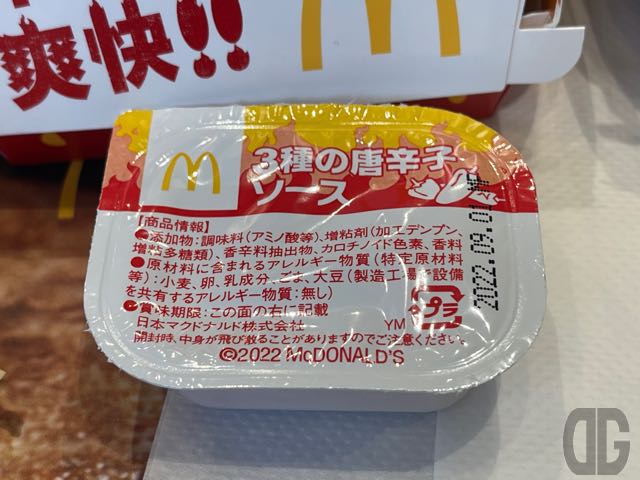 爽快!!
3種の唐辛子
ソース
【商品情報】
●添加物:調味料(アミノ酸等)、増粘剤(加工デンプン、
増粘多糖類)、香辛料抽出物、カロチノイド色素、香料
●原材料に含まれるアレルギー物質(特定原材料
等):小麦、卵、乳成分、ごま、大豆(製造工場で設備
を共有するアレルギー物質:無し)
●賞味期限:この面の右に記載
日本マクドナルド株式会社 YM
開封時、中身が飛び散ることがありますのでご注意ください。
©2022 McDONALD'S
プラ
2022.09.01
DG